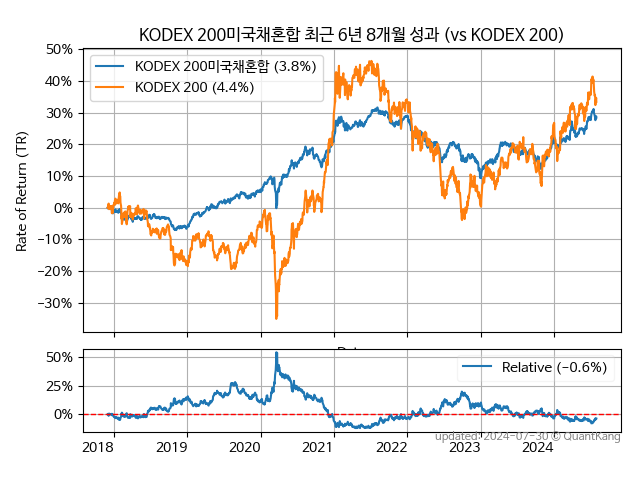 KODEX 200미국채혼합 최근 6년 8개월 성과 (vs KODEX 200)
KODEX 200미국채혼합 (3.8%)
KODEX 200 (4.4%)
Rate of Return (TR)
50%
40%
30%
20%
10%
0%
−10%
−20%
−30%
Relative (−0.6%)
50%
25%
0%
2018 2019 2020 2021 2022 2023 2024
updated: 2024-07-30 © QuantKang